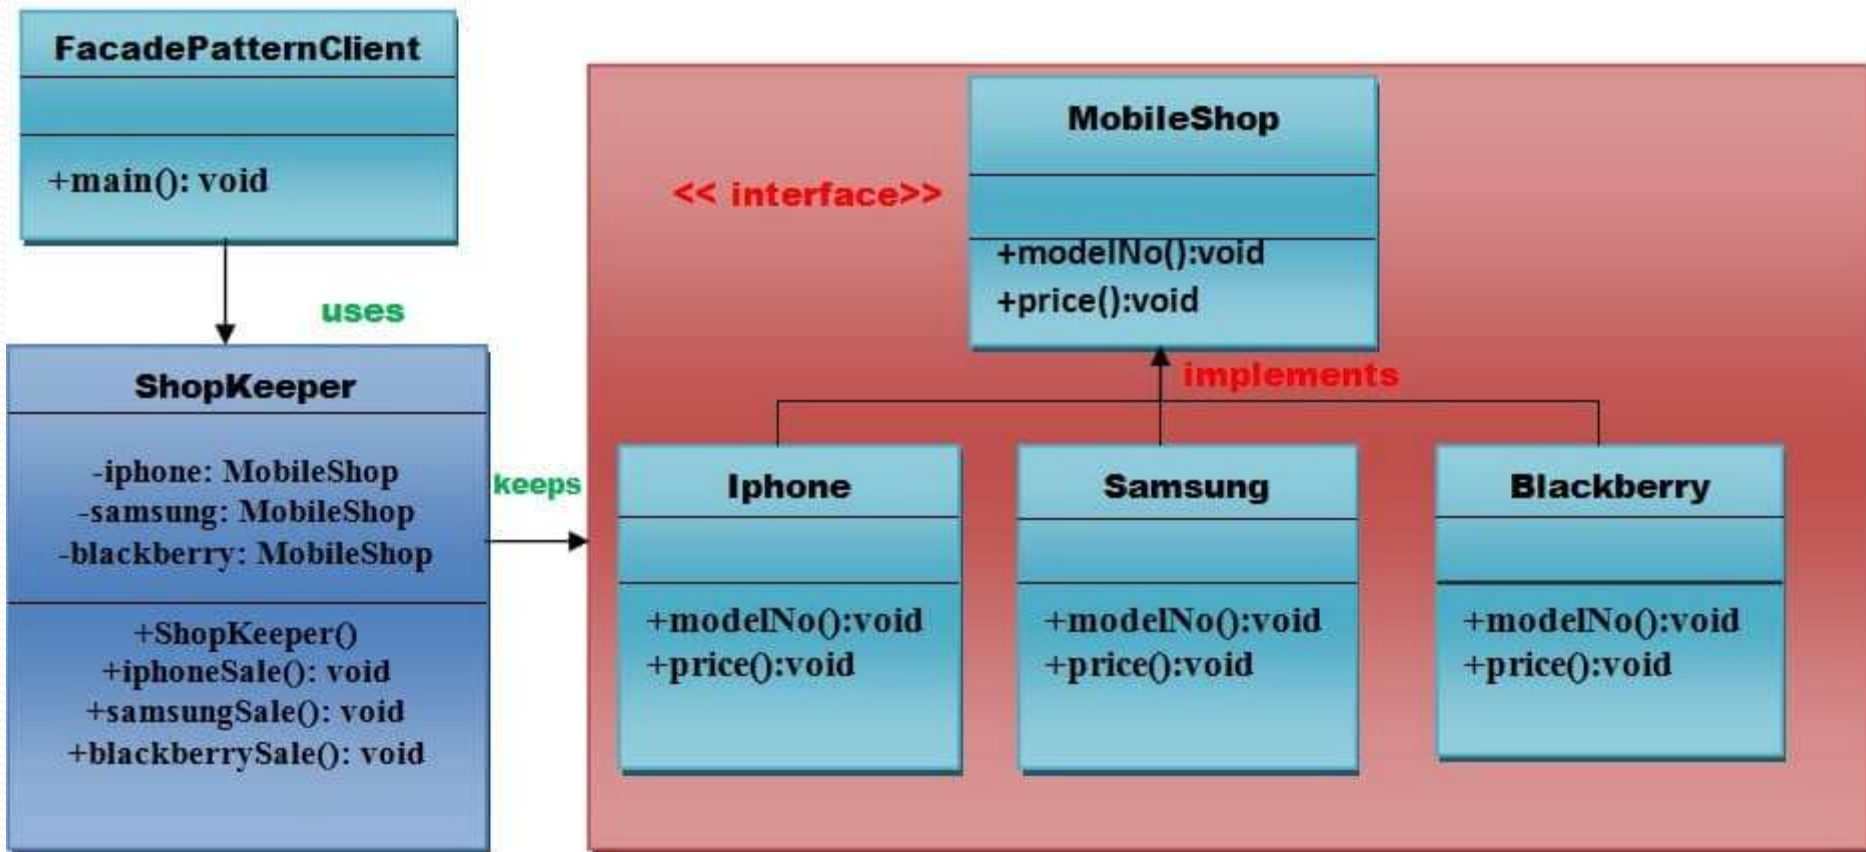 FacadePatternClient
+main(): void
uses
ShopKeeper
-iphone: MobileShop
-samsung: MobileShop
-blackberry: MobileShop
+ShopKeeper()
+iphoneSale(): void
+samsungSale(): void
+blackberrySale(): void
keeps
MobileShop
<< interface>>
+modelNo():void
+price():void
implements
Iphone
+modelNo():void
+price():void
Samsung
+modelNo():void
+price():void
Blackberry
+modelNo():void
+price():void